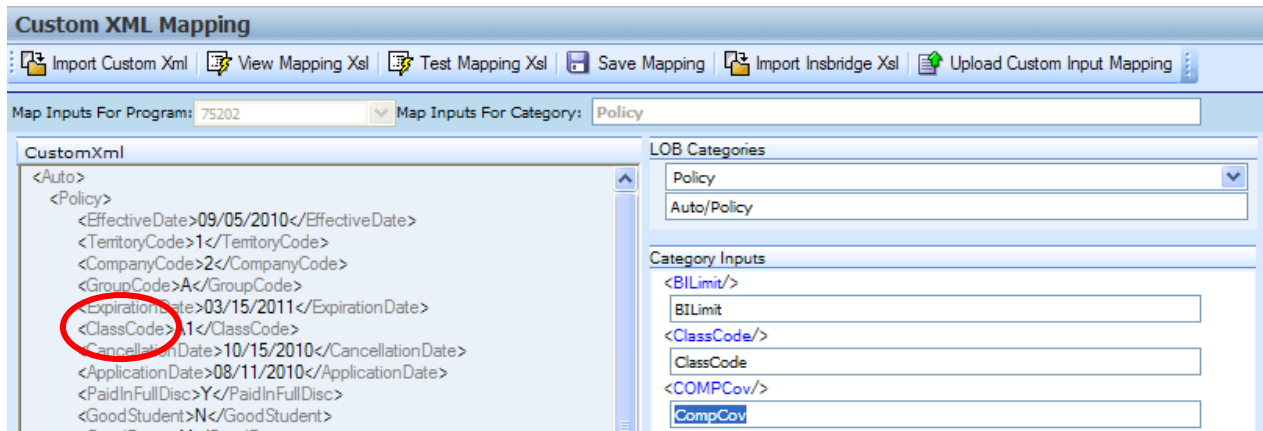 Custom XML Mapping
Import Custom Xml View Mapping Xsl Test Mapping Xsl Save Mapping Import Insbridge Xsl Upload Custom Input Mapping
Map Inputs For Program: 75202 Map Inputs For Category: Policy
CustomXml
<Auto>
<Policy>
<EffectiveDate>09/05/2010</EffectiveDate>
<TerritoryCode>1</TerritoryCode>
<CompanyCode>2</CompanyCode>
<GroupCode>A</GroupCode>
<ExpirationDate>03/15/2011</ExpirationDate>
<ClassCode>A1</ClassCode>
<CancellationDate>10/15/2010</CancellationDate>
<ApplicationDate>08/11/2010</ApplicationDate>
<PaidInFullDisc>Y</PaidInFullDisc>
<GoodStudent>N</GoodStudent>
LOB Categories
Policy
Auto/Policy
Category Inputs
<BILimit/>
BILimit
<ClassCode/>
ClassCode
<COMPCov/>
CompCov